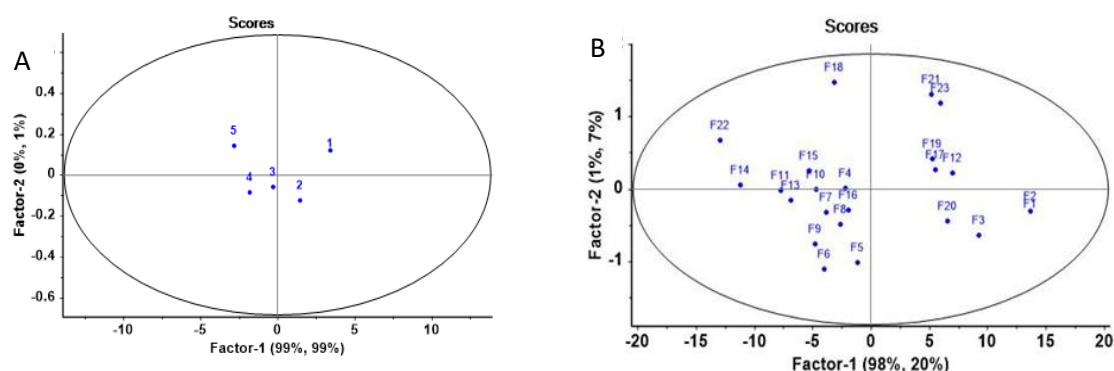 A
Scores
Factor-2 (0%, 1%)
0.4
0.2
0
-0.2
-0.4
-0.6
5
1
4
3
2
-10
-5
0
5
10
Factor-1 (99%, 99%)
B
Scores
Factor-2 (1%, 7%)
1
0
-1
F18
F21
F23
F22
F19
F17
F12
F15
F14
F11
F10
F4
F13
F7
F16
F8
F2
F1
F20
F3
F9
F6
F5
-20
-15
-10
-5
0
5
10
15
20
Factor-1 (98%, 20%)